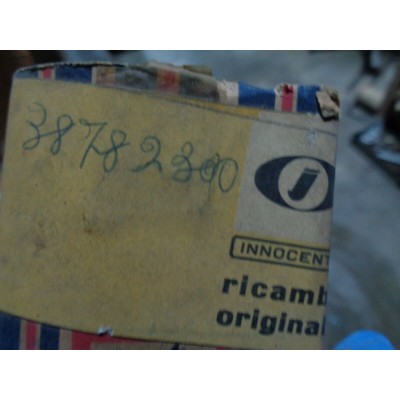 38782300
j
INNOCENT
ricamb
original